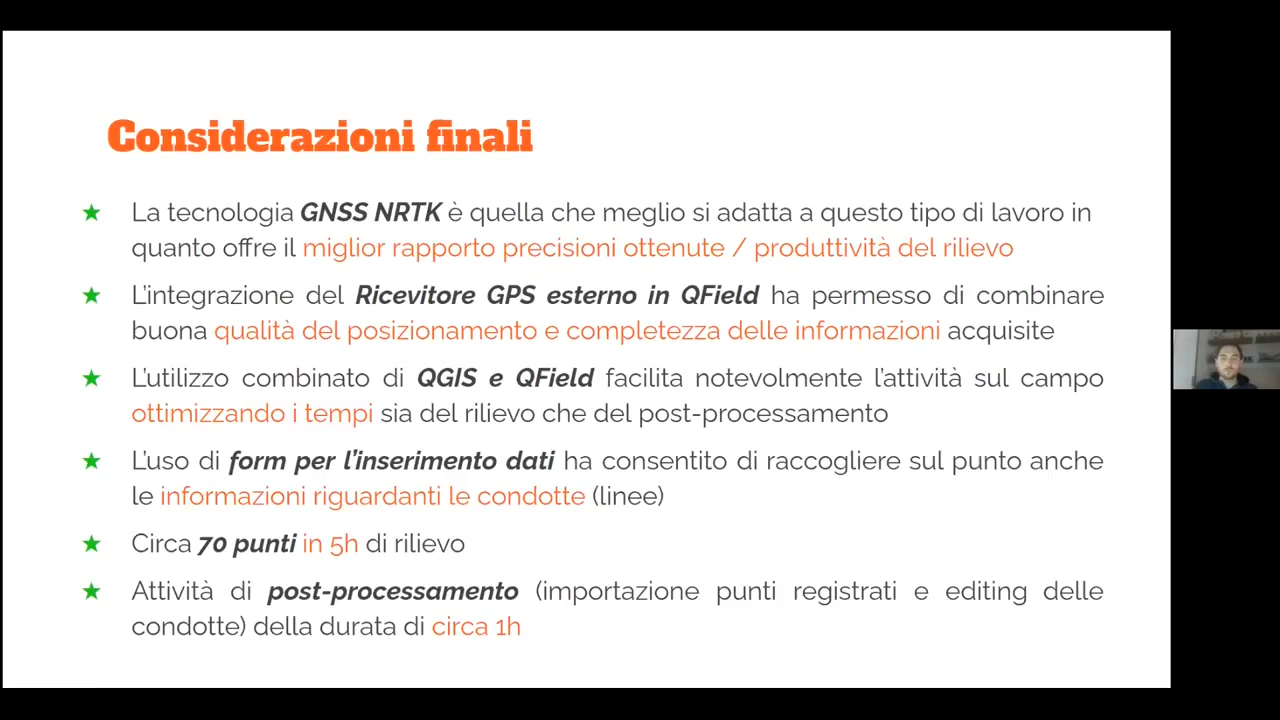 Considerazioni finali
La tecnologia GNSS NRTK è quella che meglio si adatta a questo tipo di lavoro in
quanto offre il miglior rapporto precisioni ottenute / produttività del rilievo
L'integrazione del Ricevitore GPS esterno in QField ha permesso di combinare
buona qualità del posizionamento e completezza delle informazioni acquisite
L'utilizzo combinato di QGIS e QField facilita notevolmente l'attività sul campo
ottimizzando i tempi sia del rilievo che del post-processamento
L'uso di form per l'inserimento dati ha consentito di raccogliere sul punto anche
le informazioni riguardanti le condotte (linee)
Circa 70 punti in 5h di rilievo
Attività di post-processamento (importazione punti registrati e editing delle
condotte) della durata di circa 1h